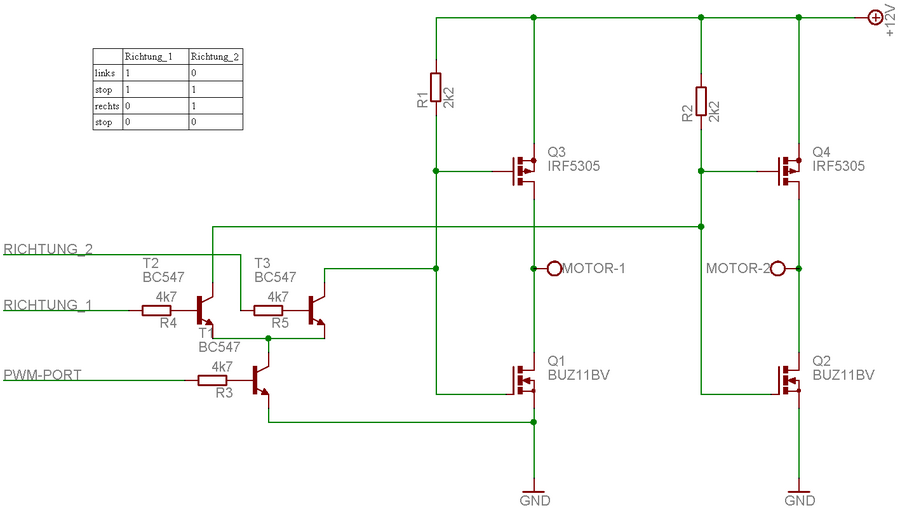 +12V
Richtung_1 Richtung_2
links 1 0
stop 1 1
rechts 0 1
stop 0 0
R1
2k2
R2
2k2
Q3
IRF5305
Q4
IRF5305
RICHTUNG_2
T2
BC547
T3
BC547
MOTOR-1
MOTOR-2
RICHTUNG_1
4k7
R4
4k7
R5
T1
BC547
PWM-PORT
4k7
R3
Q1
BUZ11BV
Q2
BUZ11BV
GND
GND